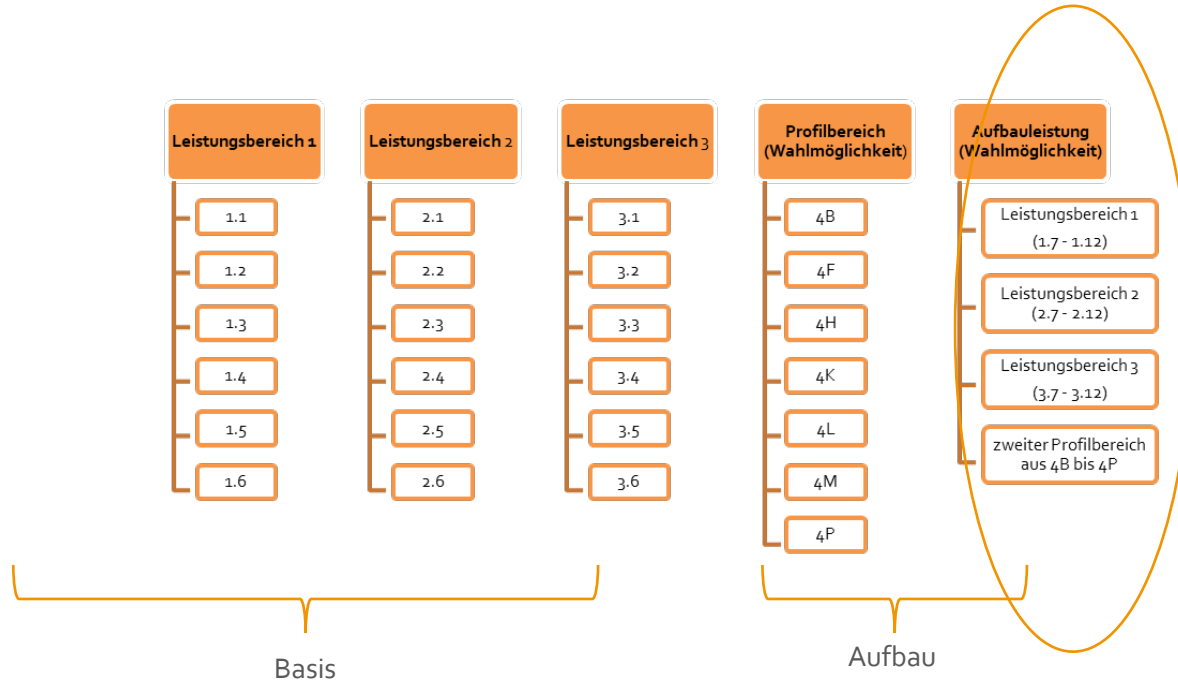 Leistungsbereich 1
1.1
1.2
1.3
1.4
1.5
1.6
Leistungsbereich 2
2.1
2.2
2.3
2.4
2.5
2.6
Leistungsbereich 3
3.1
3.2
3.3
3.4
3.5
3.6
Profilbereich
(Wahlmöglichkeit)
4B
4F
4H
4K
4L
4M
4P
Aufbauleistung
(Wahlmöglichkeit)
Leistungsbereich 1
(1.7 - 1.12)
Leistungsbereich 2
(2.7 - 2.12)
Leistungsbereich 3
(3.7 - 3.12)
zweiter Profilbereich
aus 4B bis 4P
Basis
Aufbau